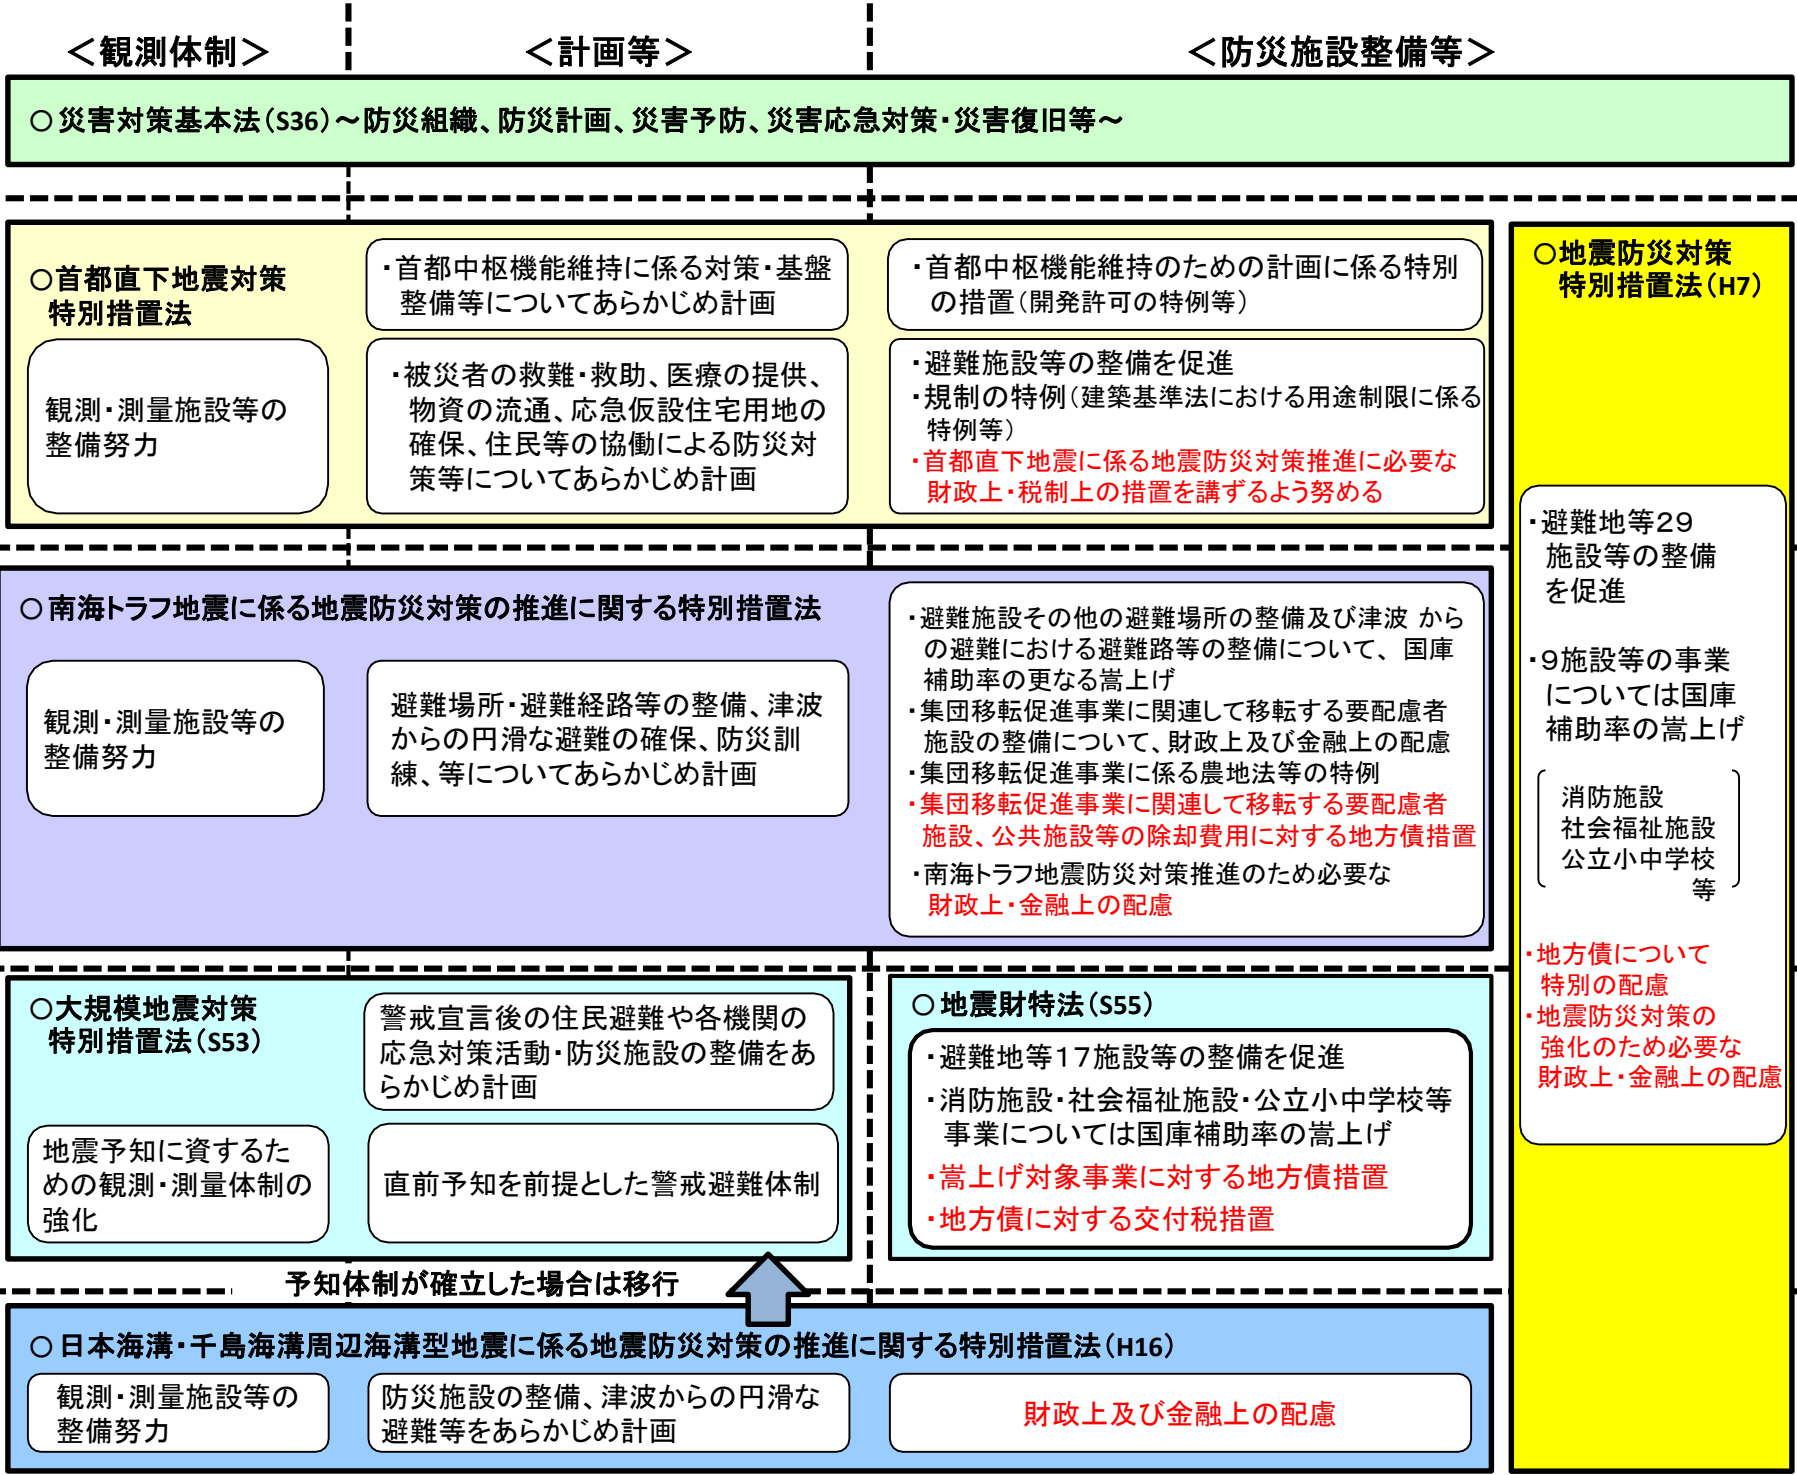 ＜観測体制＞
＜計画等＞
＜防災施設整備等＞
○災害対策基本法（S36）～防災組織、防災計画、災害予防、災害応急対策・災害復旧等～
○首都直下地震対策
特別措置法
・首都中枢機能維持に係る対策・基盤
整備等についてあらかじめ計画
・首都中枢機能維持のための計画に係る特別
の措置（開発許可の特例等）
観測・測量施設等の
整備努力
・被災者の救難・救助、医療の提供、
物資の流通、応急仮設住宅用地の
確保、住民等の協働による防災対
策等についてあらかじめ計画
・避難施設等の整備を促進
・規制の特例（建築基準法における用途制限に係る
特例等）
・首都直下地震に係る地震防災対策推進に必要な
財政上・税制上の措置を講ずるよう努める
○南海トラフ地震に係る地震防災対策の推進に関する特別措置法
観測・測量施設等の
整備努力
避難場所・避難経路等の整備、津波
からの円滑な避難の確保、防災訓
練、等についてあらかじめ計画
・避難施設その他の避難場所の整備及び津波 から
の避難における避難路等の整備について、国庫
補助率の更なる嵩上げ
・集団移転促進事業に関連して移転する要配慮者
施設の整備について、財政上及び金融上の配慮
・集団移転促進事業に係る農地法等の特例
・集団移転促進事業に関連して移転する要配慮者
施設、公共施設等の除却費用に対する地方債措置
・南海トラフ地震防災対策推進のため必要な
財政上・金融上の配慮
○大規模地震対策
特別措置法（S53）
警戒宣言後の住民避難や各機関の
応急対策活動・防災施設の整備をあ
らかじめ計画
地震予知に資するた
めの観測・測量体制の
強化
直前予知を前提とした警戒避難体制
○地震財特法（S55）
・避難地等１７施設等の整備を促進
・消防施設・社会福祉施設・公立小中学校等
事業については国庫補助率の嵩上げ
・嵩上げ対象事業に対する地方債措置
・地方債に対する交付税措置
予知体制が確立した場合は移行
○日本海溝・千島海溝周辺海溝型地震に係る地震防災対策の推進に関する特別措置法（H16）
観測・測量施設等の
整備努力
防災施設の整備、津波からの円滑な
避難等をあらかじめ計画
財政上及び金融上の配慮
○地震防災対策
特別措置法（H7）
・避難地等２９
施設等の整備
を促進
・９施設等の事業
については国庫
補助率の嵩上げ
消防施設
社会福祉施設
公立小中学校
等
・地方債について
特別の配慮
・地震防災対策の
強化のため必要な
財政上・金融上の配慮